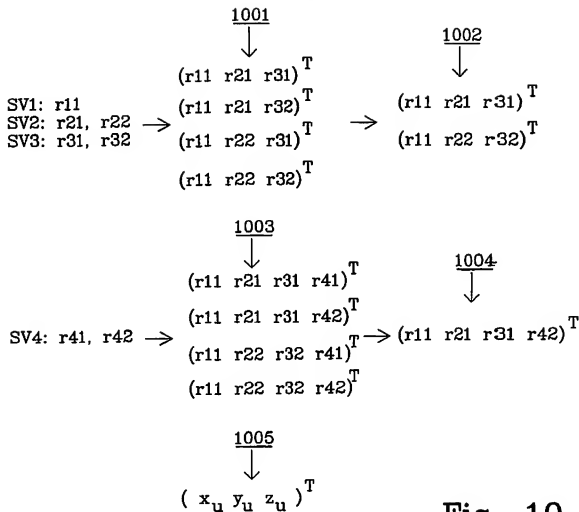 1001
1002
(r11 r21 r31)T
(r11 r21 r32)T
(r11 r22 r31)T
(r11 r22 r32)T
SV1: r11
SV2: r21, r22
SV3: r31, r32
(r11 r21 r31)T
(r11 r22 r32)T
1003
1004
(r11 r21 r31 r41)T
(r11 r21 r31 r42)T
(r11 r22 r32 r41)T
(r11 r22 r32 r42)T
SV4: r41, r42
(r11 r21 r31 r42)T
1005
( xu yu zu )T
Fig. 10